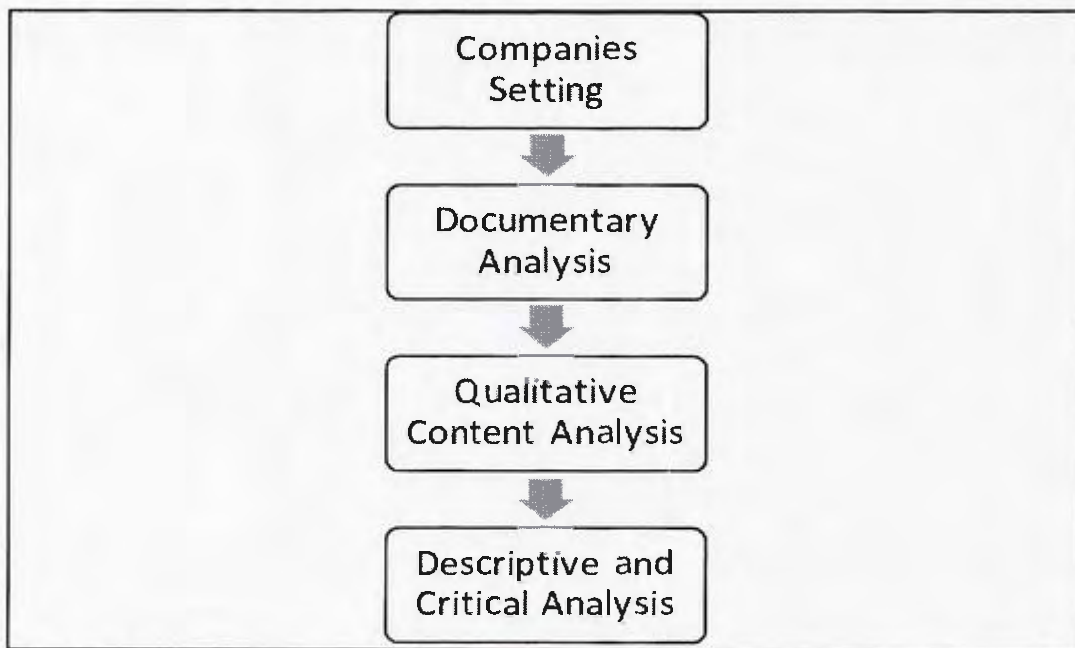 Companies
Setting
Documentary
Analysis
Qualitative
Content Analysis
Descriptive and
Critical Analysis